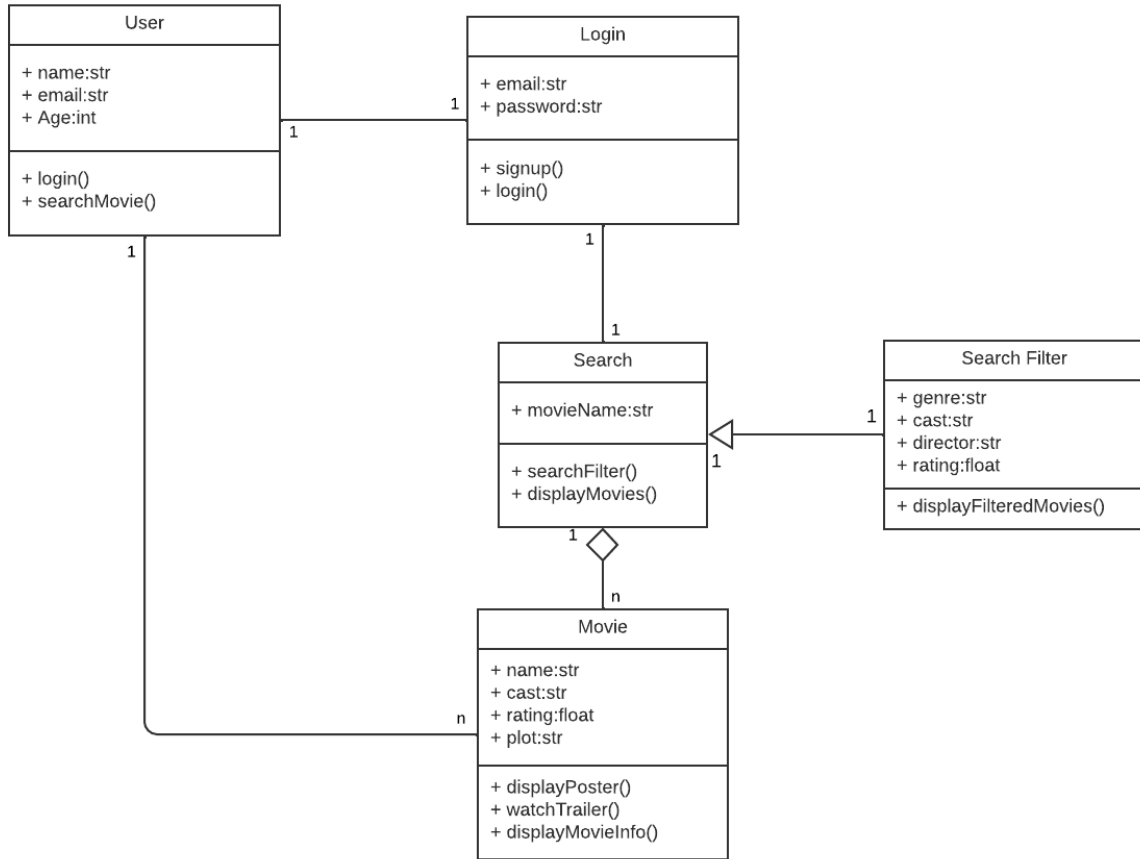 User
+ name:str
+ email:str
+ Age:int
+ login()
+ searchMovie()
1
1
1
Login
+ email:str
+ password:str
+ signup()
+ login()
1
1
Search
+ movieName:str
+ searchFilter()
+ displayMovies()
1
1
Search Filter
+ genre:str
+ cast:str
+ director:str
+ rating:float
+ displayFilteredMovies()
1
n
n
Movie
+ name:str
+ cast:str
+ rating:float
+ plot:str
+ displayPoster()
+ watchTrailer()
+ displayMovieInfo()